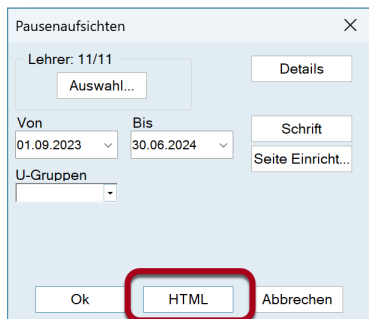 Pausenaufsichten
Lehrer: 11/11
Auswahl...
Details
Von
Bis
01.09.2023
30.06.2024
Schrift
Seite Einricht...
U-Gruppen
Ok
HTML
Abbrechen